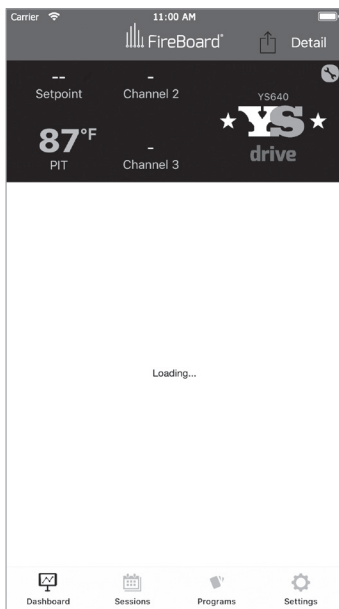 Carrier 11:00 AM
FireBoard® Detail
-- - YS640
Setpoint Channel 2
YS
87°F - drive
PIT Channel 3
Loading...
Dashboard Sessions Programs Settings